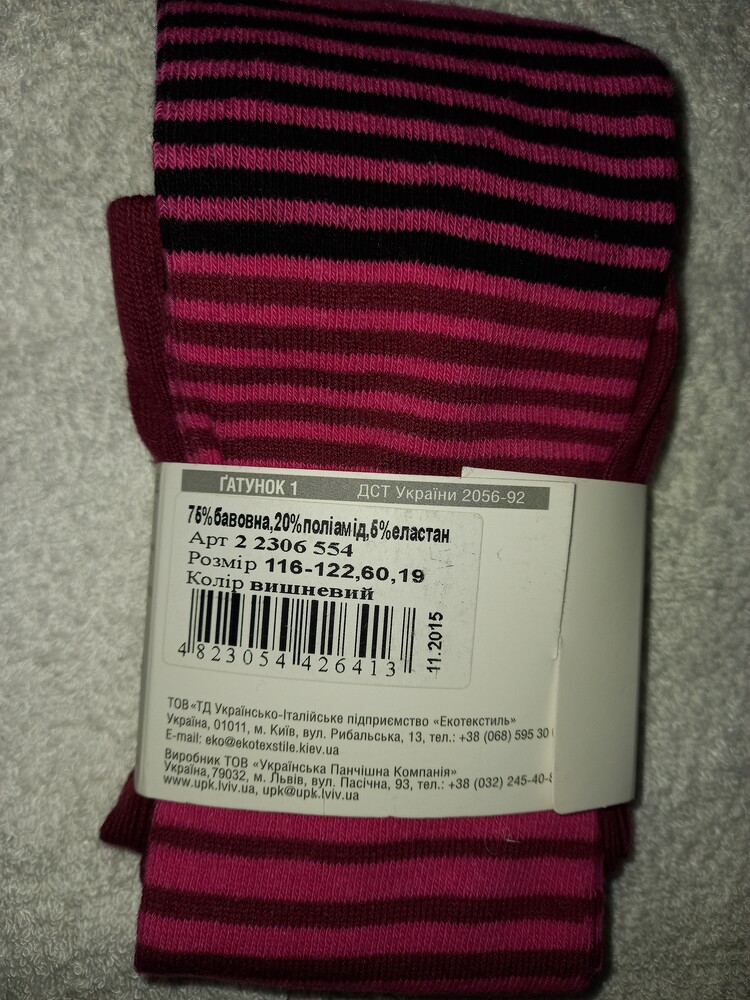 ҐАТУНОК 1 ДСТ України 2056-92
75%бавовна,20%поліамід,5%еластан
Арт 2 2306 554
Розмір 116-122,60,19
Колір вишневий
4 823054 426413
11.2015
ТОВ «ТД Українсько-Італійське підприємство «Екотекстиль»
Україна, 01011, м. Київ, вул. Рибальська, 13, тел.: +38 (068) 595 30
E-mail: eko@ekotextile.kiev.ua
Виробник ТОВ «Українська Панчішна Компанія»
Україна,79032, м. Львів, вул. Пасічна, 93, тел.: +38 (032) 245-40-
www.upk.lviv.ua, upk@upk.lviv.ua